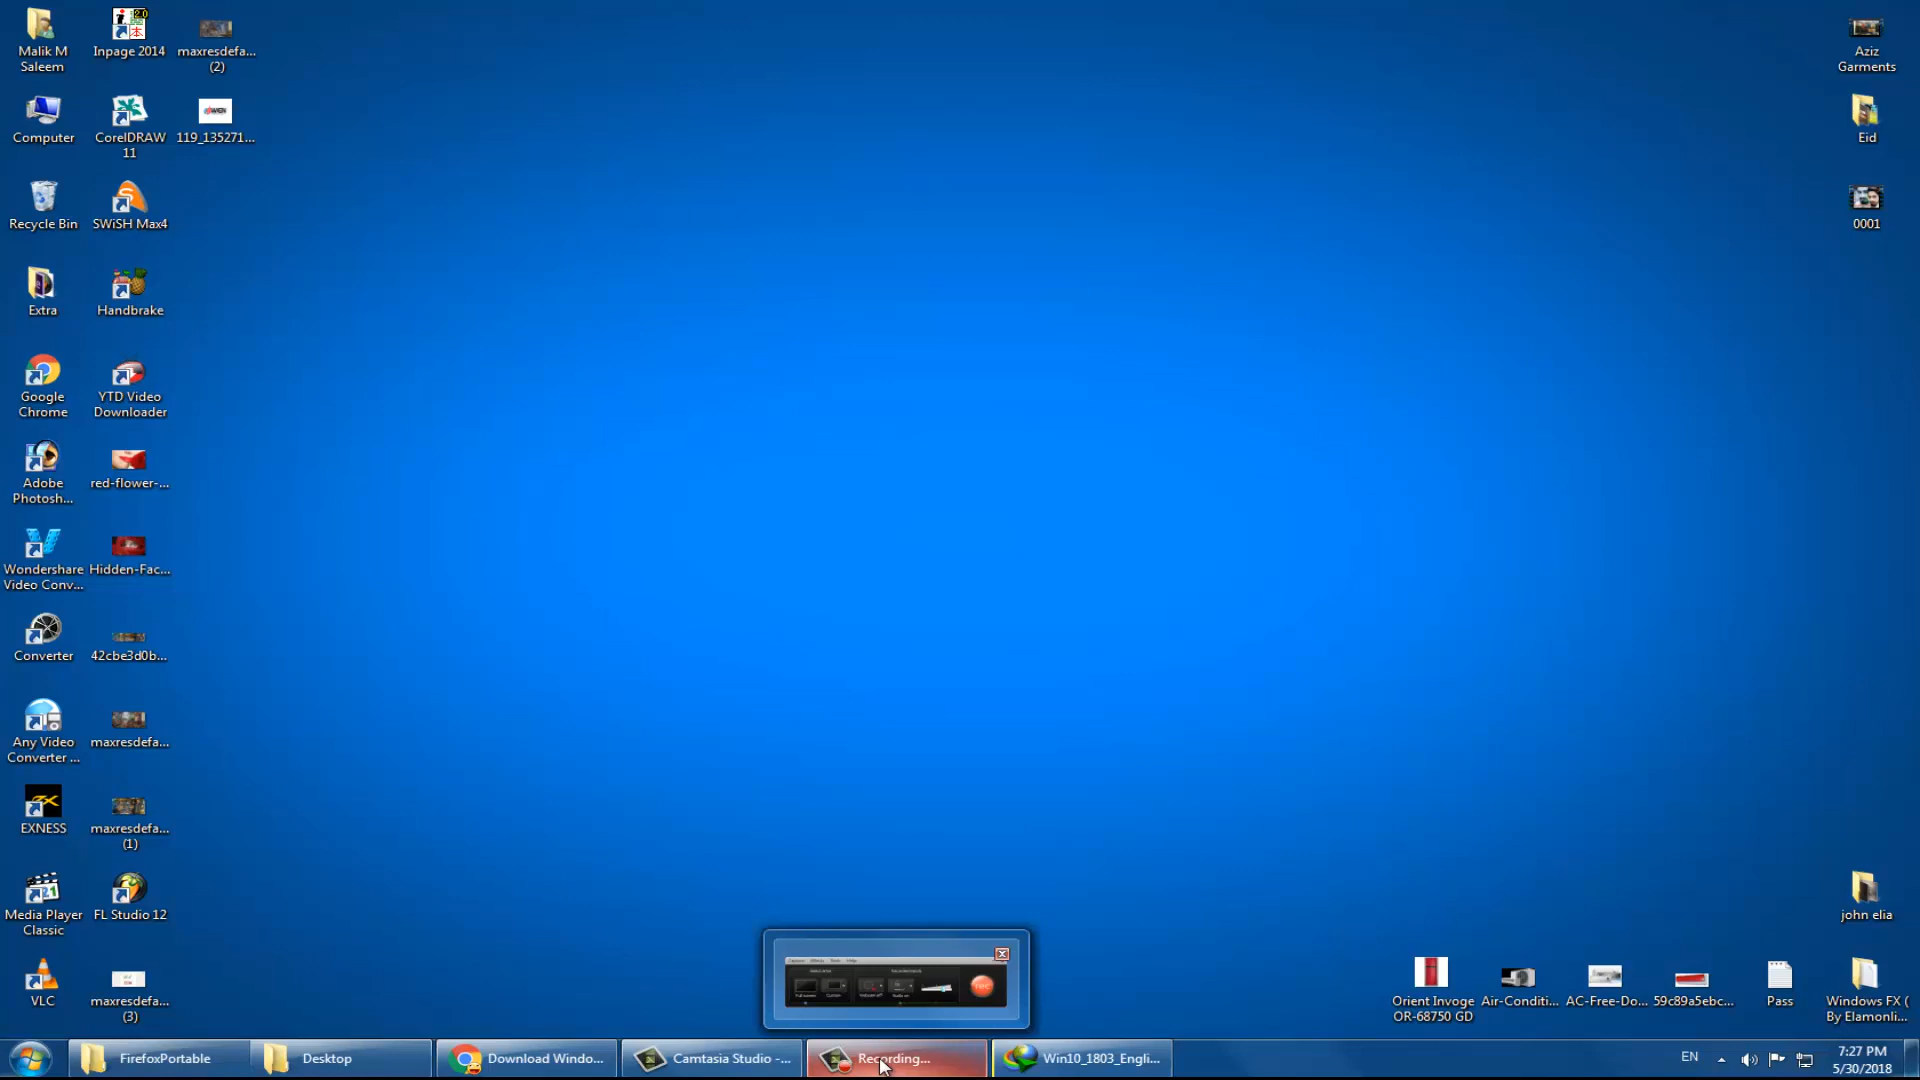 Malik M
Saleem
Inpage 2014
maxresdefa...
(2)
Computer
CorelDRAW
11
119_135271...
Recycle Bin
SWiSH Max4
Extra
Handbrake
Google
Chrome
YTD Video
Downloader
Adobe
Photosh...
red-flower-...
Wondershare
Video Conv...
Hidden-Fac...
Converter
42cbe3d0b...
Any Video
Converter ...
maxresdefa...
EXNESS
maxresdefa...
(1)
Media Player
Classic
FL Studio 12
VLC
maxresdefa...
(3)
Aziz
Garments
Eid
0001
john elia
Orient Invoge
OR-68750 GD
Air-Conditi...
AC-Free-Do...
59c89a5ebc...
Pass
Windows FX (
By Elamonli...
rec
FirefoxPortable
Desktop
Download Windo...
Camtasia Studio -...
Recording...
Win10_1803_Engli...
EN
7:27 PM
5/30/2018